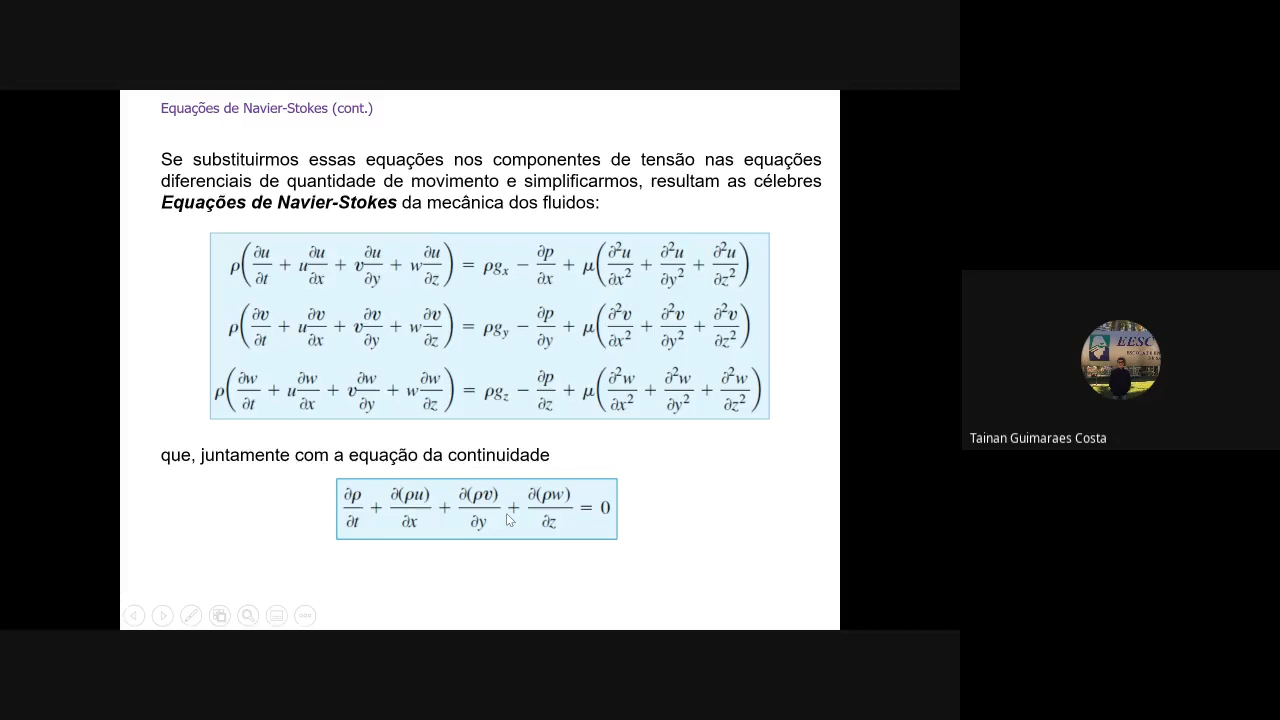 Equações de Navier-Stokes (cont.)
Se substituirmos essas equações nos componentes de tensão nas equações
diferenciais de quantidade de movimento e simplificarmos, resultam as célebres
Equações de Navier-Stokes da mecânica dos fluidos:
ρ(∂u/∂t + u ∂u/∂x + v ∂u/∂y + w ∂u/∂z) = ρgₓ − ∂p/∂x + μ(∂²u/∂x² + ∂²u/∂y² + ∂²u/∂z²)
ρ(∂v/∂t + u ∂v/∂x + v ∂v/∂y + w ∂v/∂z) = ρg_y − ∂p/∂y + μ(∂²v/∂x² + ∂²v/∂y² + ∂²v/∂z²)
ρ(∂w/∂t + u ∂w/∂x + v ∂w/∂y + w ∂w/∂z) = ρg_z − ∂p/∂z + μ(∂²w/∂x² + ∂²w/∂y² + ∂²w/∂z²)
que, juntamente com a equação da continuidade
∂ρ/∂t + ∂(ρu)/∂x + ∂(ρv)/∂y + ∂(ρw)/∂z = 0
EESC
Tainan Guimaraes Costa